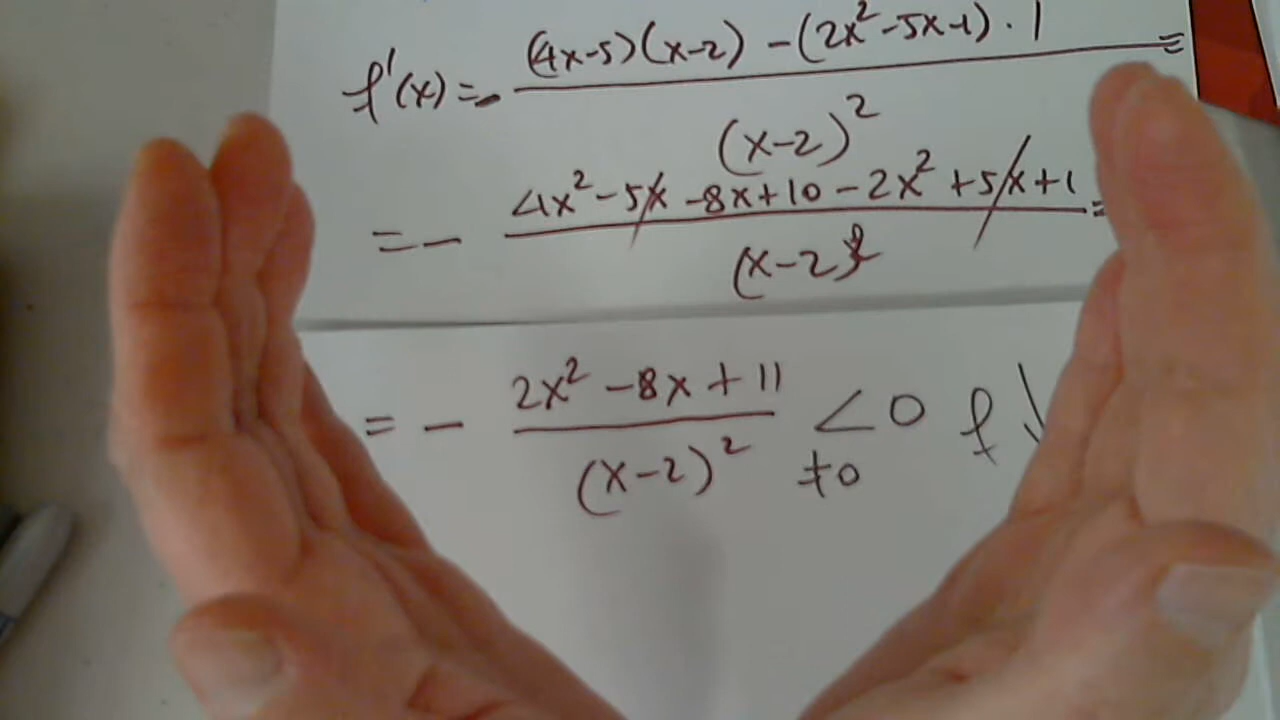 f'(x) = - (4x-5)(x-2) - (2x²-5x-1) · 1 / (x-2)² =
= - 4x² - 5x - 8x + 10 - 2x² + 5x + 1 / (x-2)² =
= - 2x² - 8x + 11 / (x-2)² < 0 f ↘
≠0